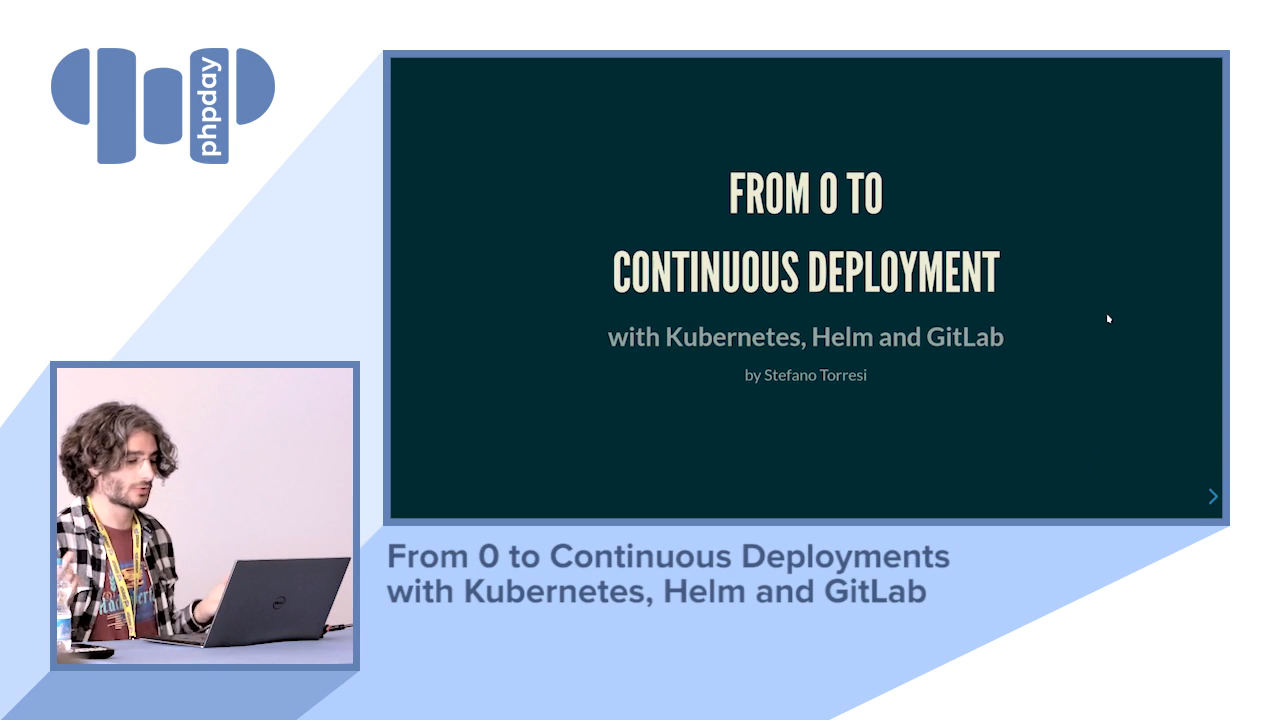 phpday
FROM 0 TO
CONTINUOUS DEPLOYMENT
with Kubernetes, Helm and GitLab
by Stefano Torresi
From 0 to Continuous Deployments
with Kubernetes, Helm and GitLab